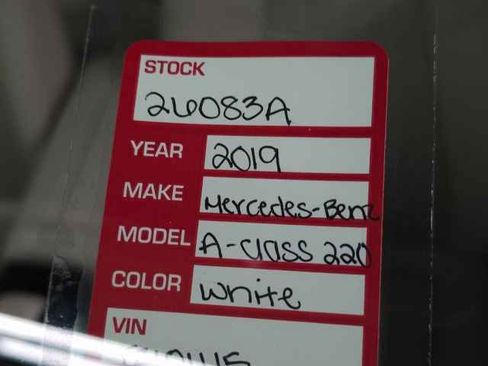 STOCK
26083A
YEAR 2019
MAKE Mercedes-Benz
MODEL A-Class 220
COLOR White
VIN